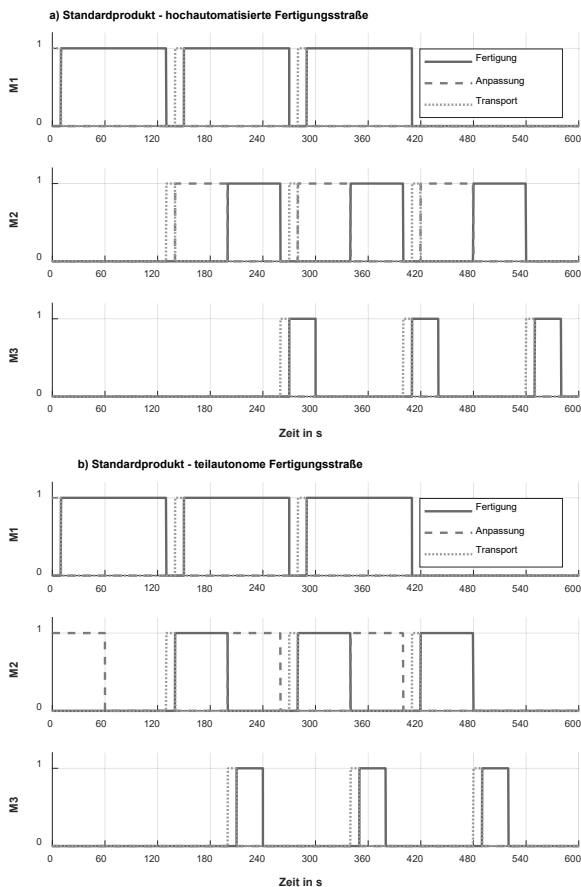 a) Standardprodukt - hochautomatisierte Fertigungsstraße
1
M1
0
0 60 120 180 240 300 360 420 480 540 600
Fertigung
Anpassung
Transport
1
M2
0
0 60 120 180 240 300 360 420 480 540 600
1
M3
0
0 60 120 180 240 300 360 420 480 540 600
Zeit in s
b) Standardprodukt - teilautonome Fertigungsstraße
1
M1
0
0 60 120 180 240 300 360 420 480 540 600
Fertigung
Anpassung
Transport
1
M2
0
0 60 120 180 240 300 360 420 480 540 600
1
M3
0
0 60 120 180 240 300 360 420 480 540 600
Zeit in s